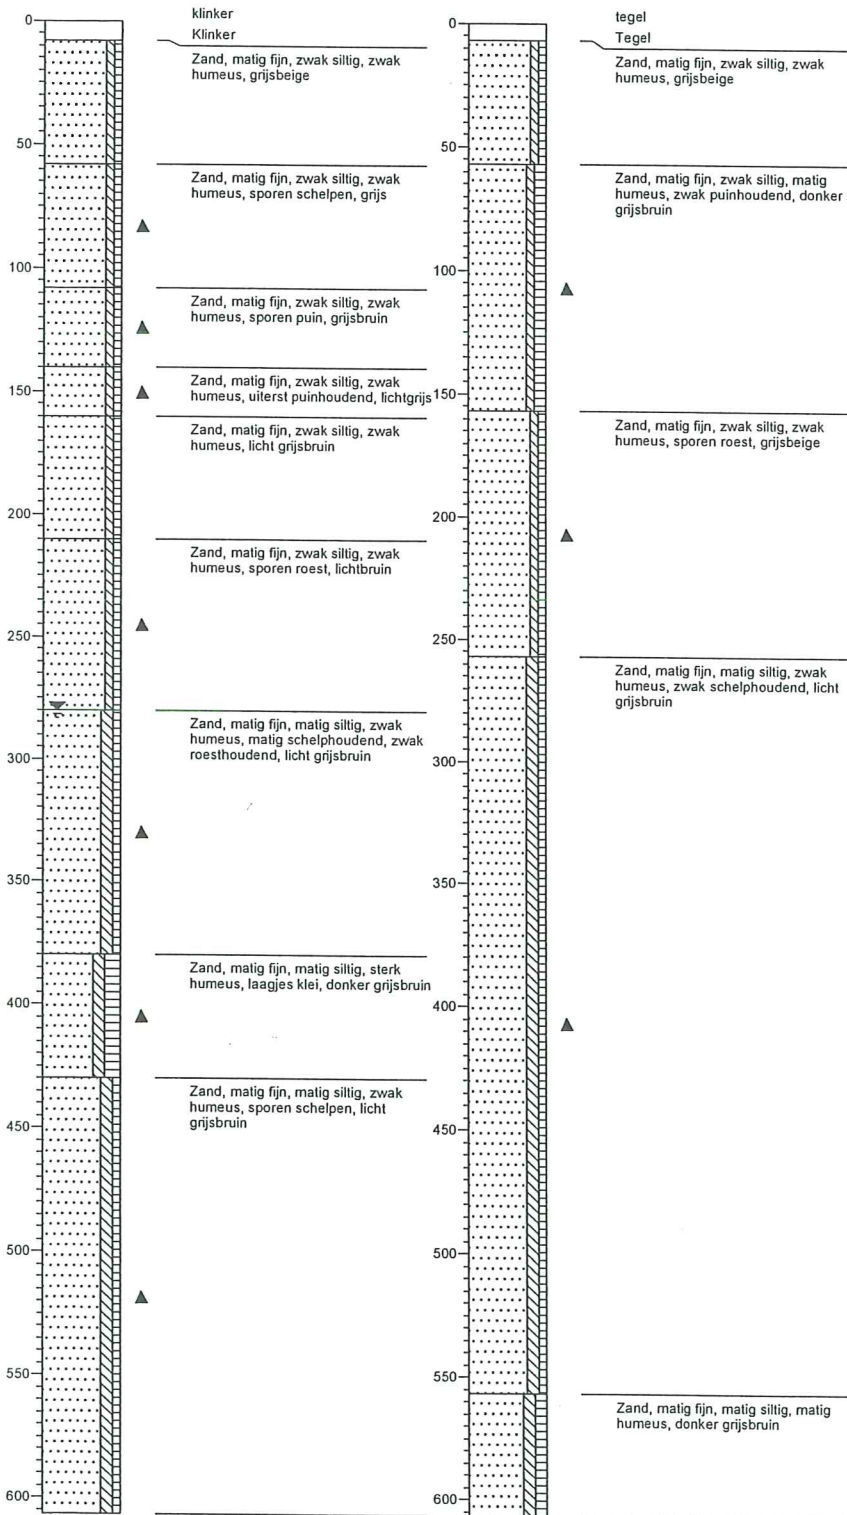 klinker
Klinker
0
Zand, matig fijn, zwak siltig, zwak
humeus, grijsbeige
50
Zand, matig fijn, zwak siltig, zwak
humeus, sporen schelpen, grijs
100
Zand, matig fijn, zwak siltig, zwak
humeus, sporen puin, grijsbruin
150
Zand, matig fijn, zwak siltig, zwak
humeus, uiterst puinhoudend, lichtgrijs
Zand, matig fijn, zwak siltig, zwak
humeus, licht grijsbruin
200
Zand, matig fijn, zwak siltig, zwak
humeus, sporen roest, lichtbruin
250
Zand, matig fijn, matig siltig, zwak
humeus, matig schelphoudend, zwak
roesthoudend, licht grijsbruin
300
350
Zand, matig fijn, matig siltig, sterk
humeus, laagjes klei, donker grijsbruin
400
Zand, matig fijn, matig siltig, zwak
humeus, sporen schelpen, licht
grijsbruin
450
500
550
600
tegel
Tegel
0
Zand, matig fijn, zwak siltig, zwak
humeus, grijsbeige
50
Zand, matig fijn, zwak siltig, matig
humeus, zwak puinhoudend, donker
grijsbruin
100
150
Zand, matig fijn, zwak siltig, zwak
humeus, sporen roest, grijsbeige
200
250
Zand, matig fijn, matig siltig, zwak
humeus, zwak schelphoudend, licht
grijsbruin
300
350
400
450
500
550
Zand, matig fijn, matig siltig, matig
humeus, donker grijsbruin
600